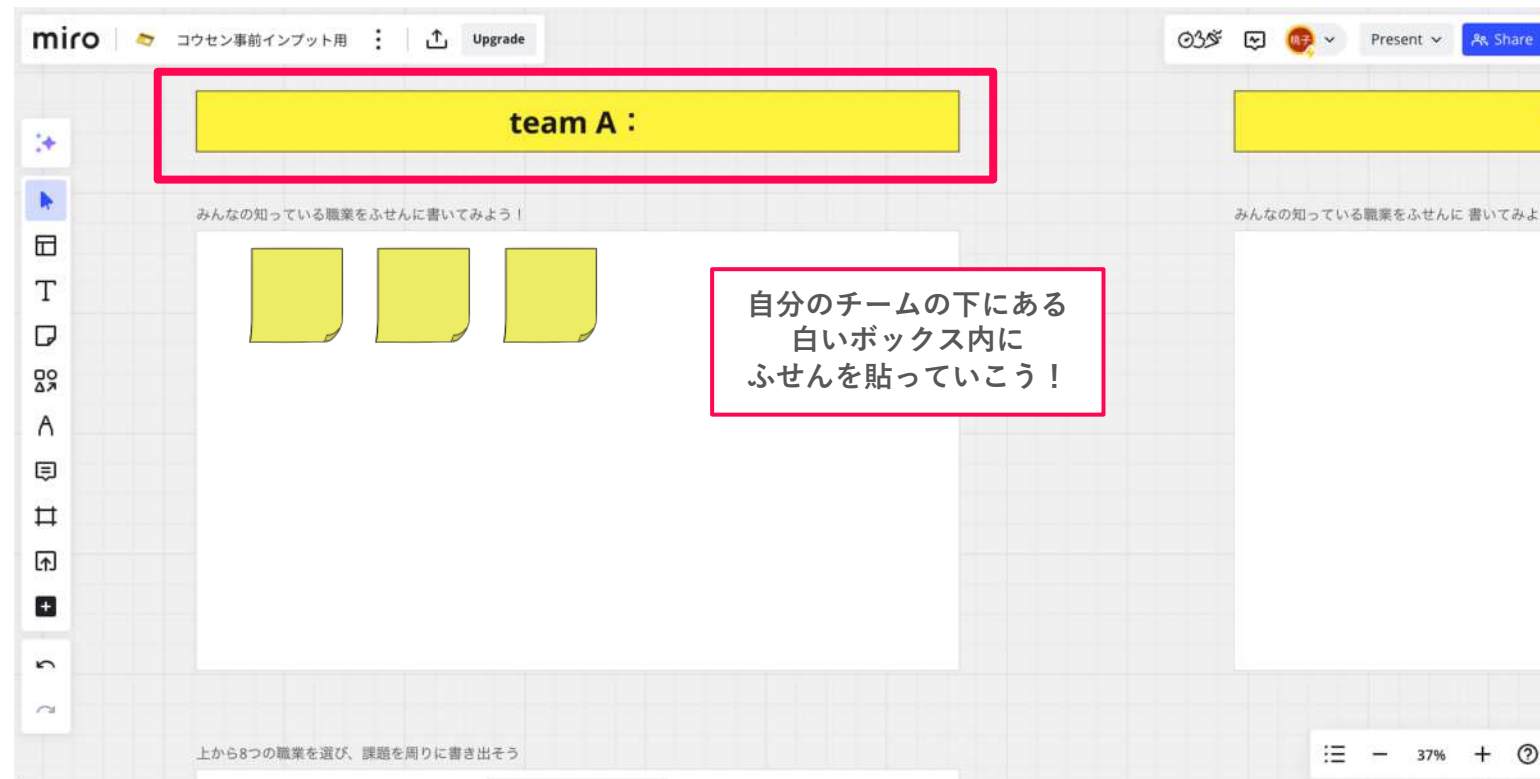 miro
コウセン事前インプット用
Upgrade
桃子
Present
Share
team A：
みんなの知っている職業をふせんに書いてみよう！
みんなの知っている職業をふせんに 書いてみよ
自分のチームの下にある
白いボックス内に
ふせんを貼っていこう！
上から8つの職業を選び、課題を周りに書き出そう
37%